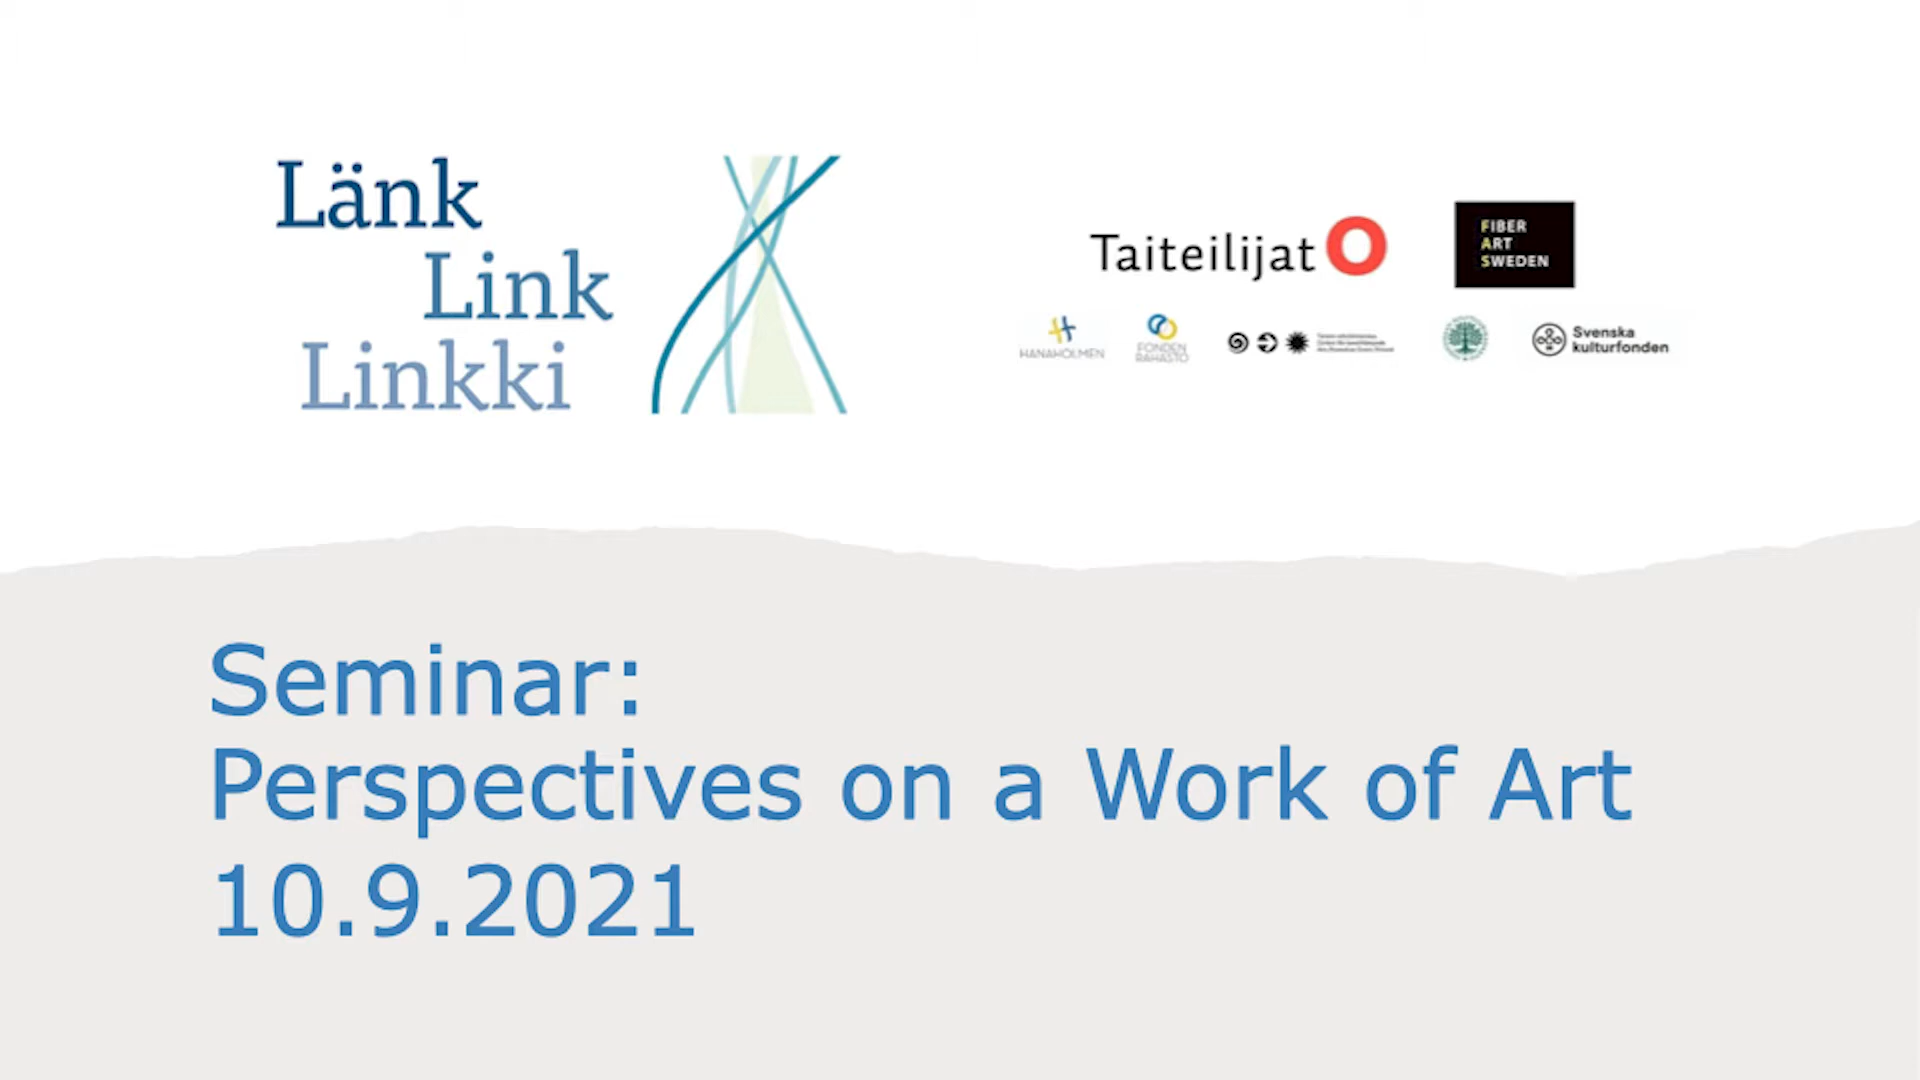 Länk
Link
Linkki
Taiteilijat O
FIBER
ART
SWEDEN
HANAHOLMEN
FONDEN
RAHASTO
Svenska
kulturfonden
Seminar:
Perspectives on a Work of Art
10.9.2021